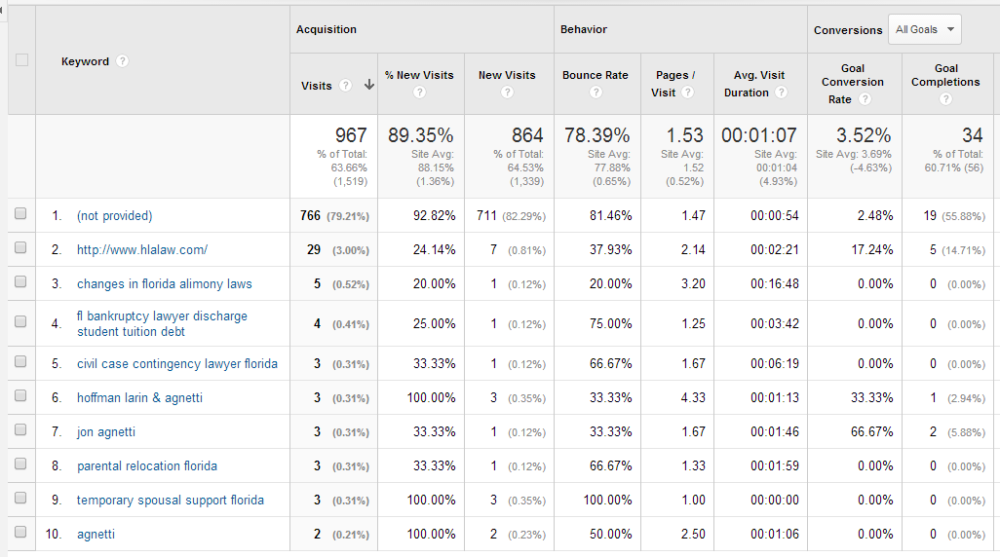 Acquisition Behavior Conversions All Goals
Keyword ? Visits ? % New Visits ? New Visits ? Bounce Rate ? Pages / Visit ? Avg. Visit Duration ? Goal Conversion Rate ? Goal Completions ?
967 89.35% 864 78.39% 1.53 00:01:07 3.52% 34
% of Total: Site Avg: % of Total: Site Avg: Site Avg: Site Avg: Site Avg: 3.69% % of Total:
63.66% 88.15% 64.53% 77.88% 1.52 00:01:04 (-4.63%) 60.71% (56)
(1,519) (1.36%) (1,339) (0.65%) (0.52%) (4.93%)
1. (not provided) 766 (79.21%) 92.82% 711 (82.29%) 81.46% 1.47 00:00:54 2.48% 19 (55.88%)
2. http://www.hlalaw.com/ 29 (3.00%) 24.14% 7 (0.81%) 37.93% 2.14 00:02:21 17.24% 5 (14.71%)
3. changes in florida alimony laws 5 (0.52%) 20.00% 1 (0.12%) 20.00% 3.20 00:16:48 0.00% 0 (0.00%)
4. fl bankruptcy lawyer discharge
student tuition debt 4 (0.41%) 25.00% 1 (0.12%) 75.00% 1.25 00:03:42 0.00% 0 (0.00%)
5. civil case contingency lawyer florida 3 (0.31%) 33.33% 1 (0.12%) 66.67% 1.67 00:06:19 0.00% 0 (0.00%)
6. hoffman larin & agnetti 3 (0.31%) 100.00% 3 (0.35%) 33.33% 4.33 00:01:13 33.33% 1 (2.94%)
7. jon agnetti 3 (0.31%) 33.33% 1 (0.12%) 33.33% 1.67 00:01:46 66.67% 2 (5.88%)
8. parental relocation florida 3 (0.31%) 33.33% 1 (0.12%) 66.67% 1.33 00:01:59 0.00% 0 (0.00%)
9. temporary spousal support florida 3 (0.31%) 100.00% 3 (0.35%) 100.00% 1.00 00:00:00 0.00% 0 (0.00%)
10. agnetti 2 (0.21%) 100.00% 2 (0.23%) 50.00% 2.50 00:01:06 0.00% 0 (0.00%)